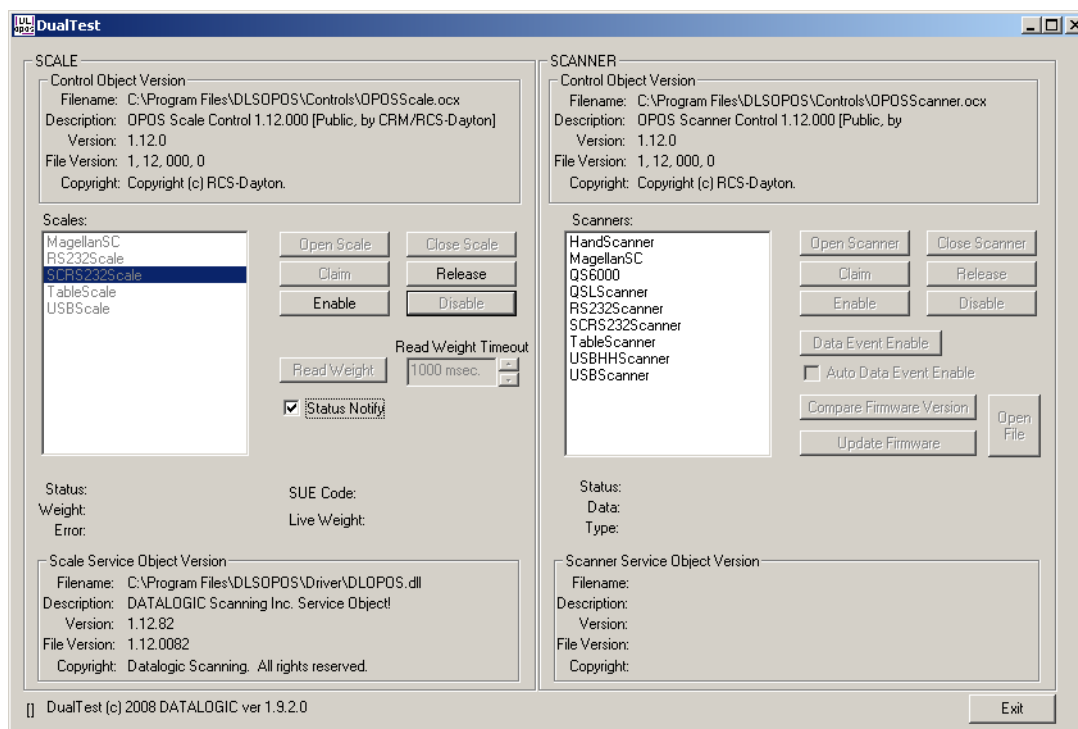 UL
opos
DualTest
SCALE
Control Object Version
Filename: C:\Program Files\DLSOPOS\Controls\OPOSScale.ocx
Description: OPOS Scale Control 1.12.000 [Public, by CRM/RCS-Dayton]
Version: 1.12.0
File Version: 1, 12, 000, 0
Copyright: Copyright (c) RCS-Dayton.
Scales:
MagellanSC
RS232Scale
SCRS232Scale
TableScale
USBScale
Open Scale
Close Scale
Claim
Release
Enable
Disable
Read Weight Timeout
Read Weight
1000 msec.
Status Notify
Status:
Weight:
Error:
SUE Code:
Live Weight:
Scale Service Object Version
Filename: C:\Program Files\DLSOPOS\Driver\DLOPOS.dll
Description: DATALOGIC Scanning Inc. Service Object!
Version: 1.12.82
File Version: 1.12.0082
Copyright: Datalogic Scanning. All rights reserved.
SCANNER
Control Object Version
Filename: C:\Program Files\DLSOPOS\Controls\OPOSScanner.ocx
Description: OPOS Scanner Control 1.12.000 [Public, by
Version: 1.12.0
File Version: 1, 12, 000, 0
Copyright: Copyright (c) RCS-Dayton.
Scanners:
HandScanner
MagellanSC
QS6000
QSLScanner
RS232Scanner
SCRS232Scanner
TableScanner
USBHHScanner
USBScanner
Open Scanner
Close Scanner
Claim
Release
Enable
Disable
Data Event Enable
Auto Data Event Enable
Compare Firmware Version
Update Firmware
Open
File
Status:
Data:
Type:
Scanner Service Object Version
Filename:
Description:
Version:
File Version:
Copyright:
[] DualTest (c) 2008 DATALOGIC ver 1.9.2.0
Exit